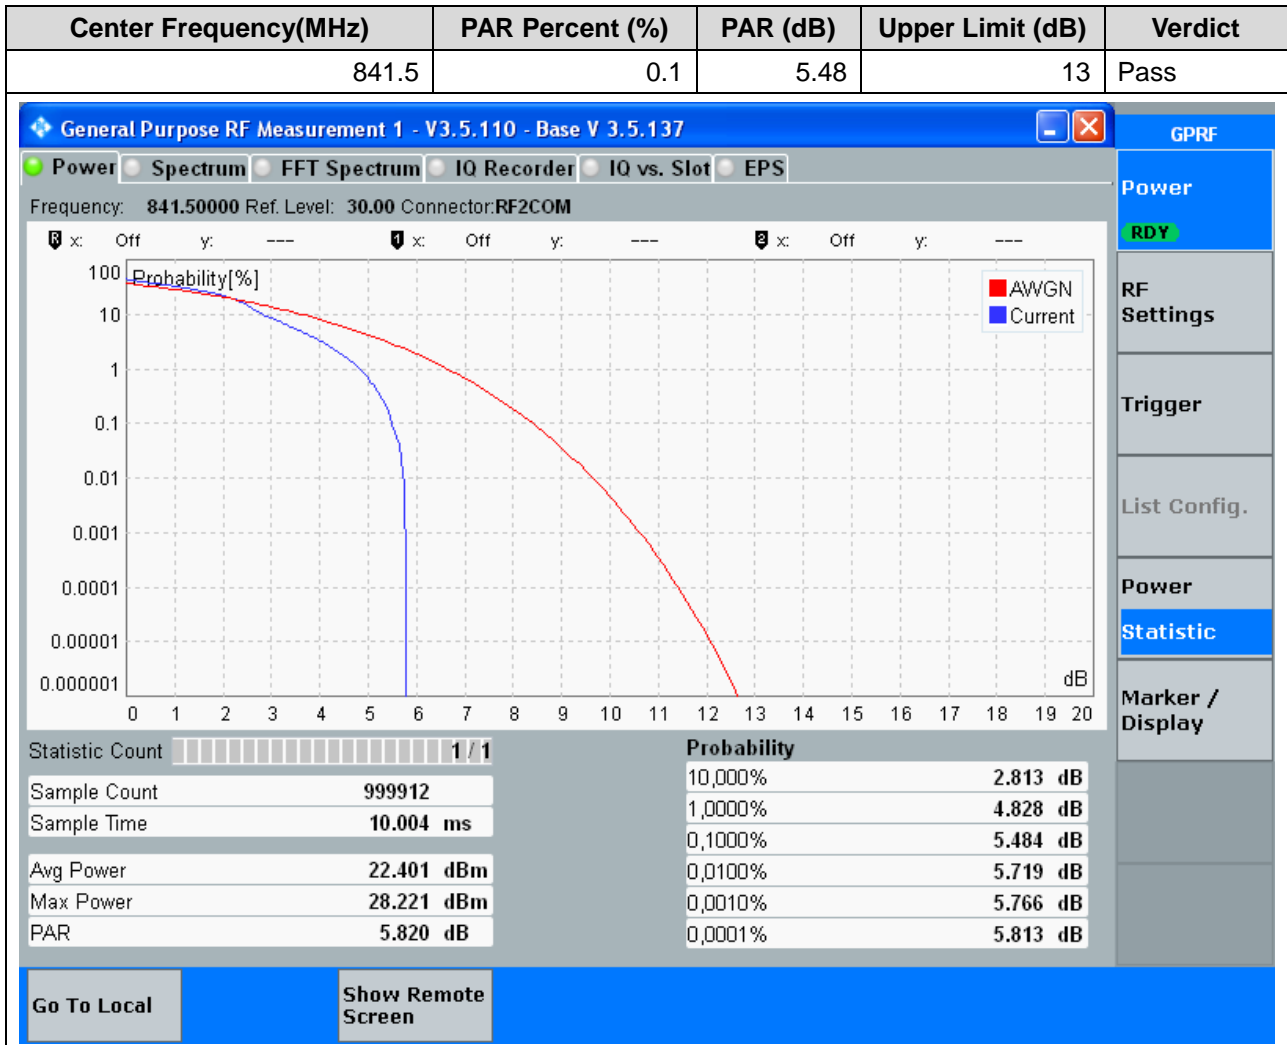 Center Frequency(MHz) PAR Percent (%) PAR (dB) Upper Limit (dB) Verdict
841.5 0.1 5.48 13 Pass
General Purpose RF Measurement 1 - V3.5.110 - Base V 3.5.137
GPRF
Power Spectrum FFT Spectrum IQ Recorder IQ vs. Slot EPS
Power
RDY
Frequency: 841.50000 Ref. Level: 30.00 Connector:RF2COM
R x: Off y: --- 1 x: Off y: --- 2 x: Off y: ---
Probability[%]
AWGN
Current
100
10
1
0.1
0.01
0.001
0.0001
0.00001
0.000001
dB
0 1 2 3 4 5 6 7 8 9 10 11 12 13 14 15 16 17 18 19 20
RF
Settings
Trigger
List Config.
Power
Statistic
Marker /
Display
Statistic Count 1 / 1
Sample Count 999912
Sample Time 10.004 ms
Avg Power 22.401 dBm
Max Power 28.221 dBm
PAR 5.820 dB
Probability
10,000% 2.813 dB
1,0000% 4.828 dB
0,1000% 5.484 dB
0,0100% 5.719 dB
0,0010% 5.766 dB
0,0001% 5.813 dB
Go To Local
Show Remote
Screen